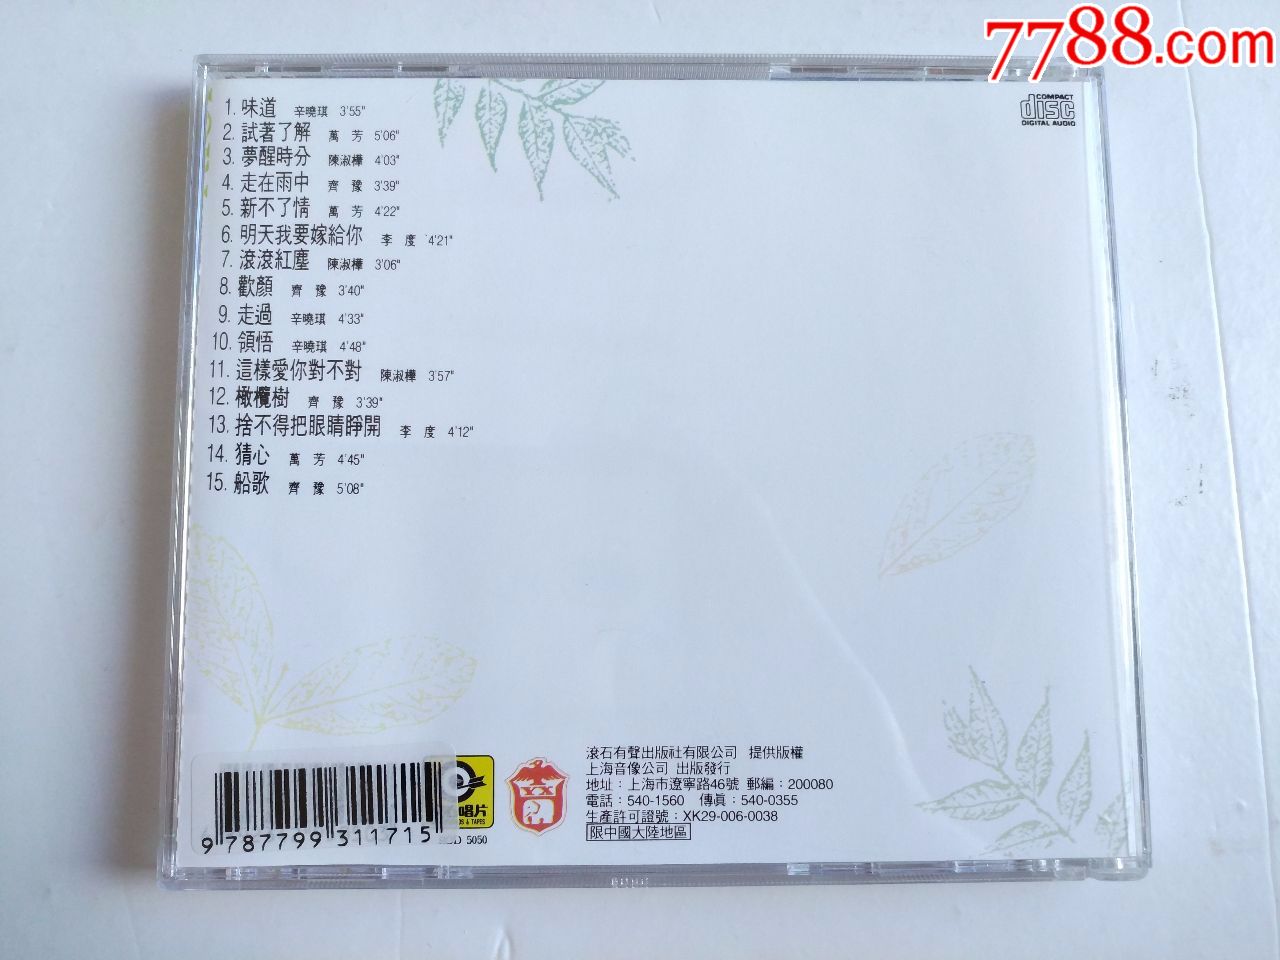 7788.com
COMPACT
disc
DIGITAL AUDIO
1. 味道 辛曉琪 3'55"
2. 試著了解 萬芳 5'06"
3. 夢醒時分 陳淑樺 4'03"
4. 走在雨中 齊豫 3'39"
5. 新不了情 萬芳 4'22"
6. 明天我要嫁給你 李度 4'21"
7. 滾滾紅塵 陳淑樺 3'06"
8. 歡顏 齊豫 3'40"
9. 走過 辛曉琪 4'33"
10. 領悟 辛曉琪 4'48"
11. 這樣愛你對不對 陳淑樺 3'57"
12. 橄欖樹 齊豫 3'39"
13. 捨不得把眼睛睜開 李度 4'12"
14. 猜心 萬芳 4'45"
15. 船歌 齊豫 5'08"
滾石有聲出版社有限公司 提供版權
上海音像公司 出版發行
地址：上海市遼寧路46號 郵編：200080
電話：540-1560 傳眞：540-0355
生產許可證號：XK29-006-0038
限中國大陸地區
唱片
& TAPES
5050
9 787799 311715